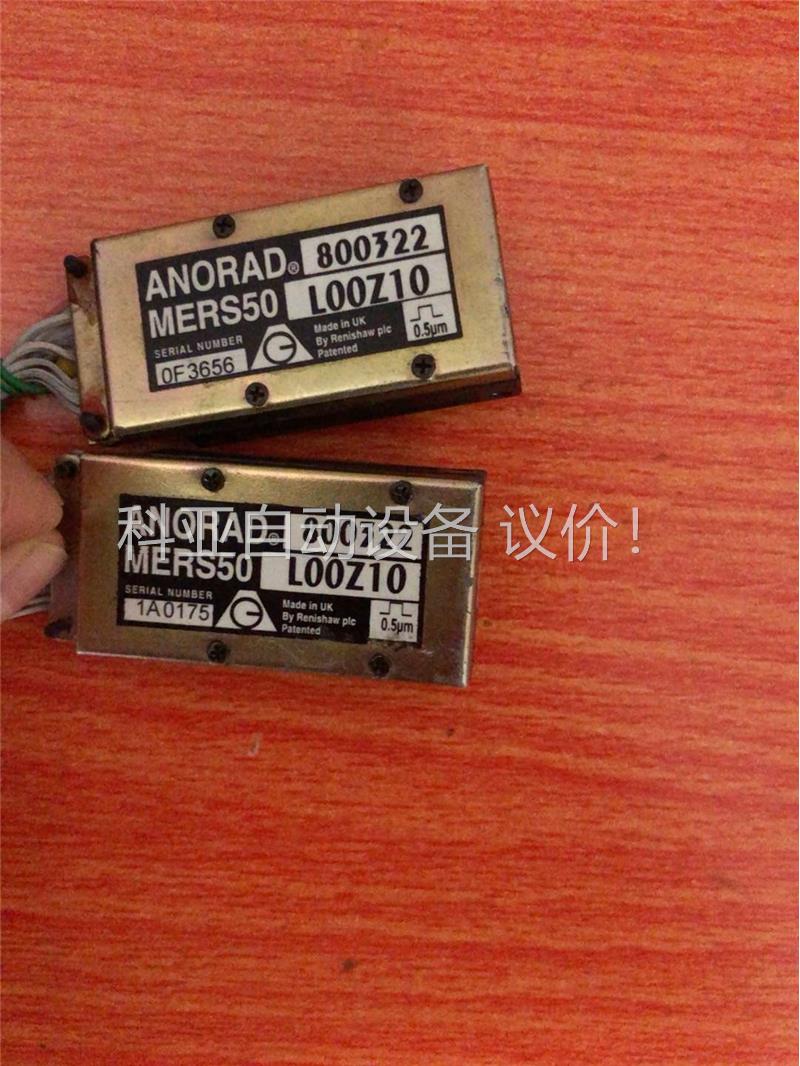 ANORAD® 800322
MERS50 L00Z10
SERIAL NUMBER
0F3656
Made in UK
By Renishaw plc
Patented
0.5µm
科亚自动设备 议价!
ANORAD® 800322
MERS50 L00Z10
SERIAL NUMBER
1A0175
Made in UK
By Renishaw plc
Patented
0.5µm